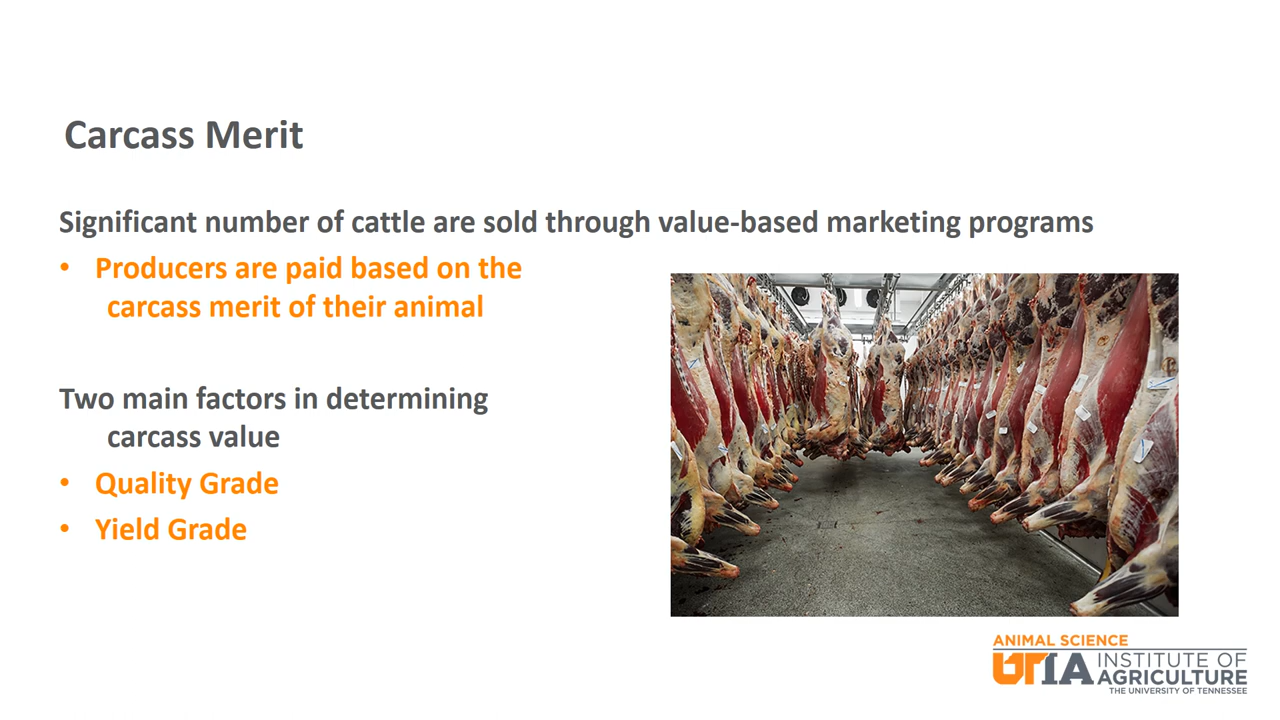 Carcass Merit
Significant number of cattle are sold through value-based marketing programs
• Producers are paid based on the
carcass merit of their animal
Two main factors in determining
carcass value
• Quality Grade
• Yield Grade
ANIMAL SCIENCE
UTIA INSTITUTE OF
AGRICULTURE
THE UNIVERSITY OF TENNESSEE